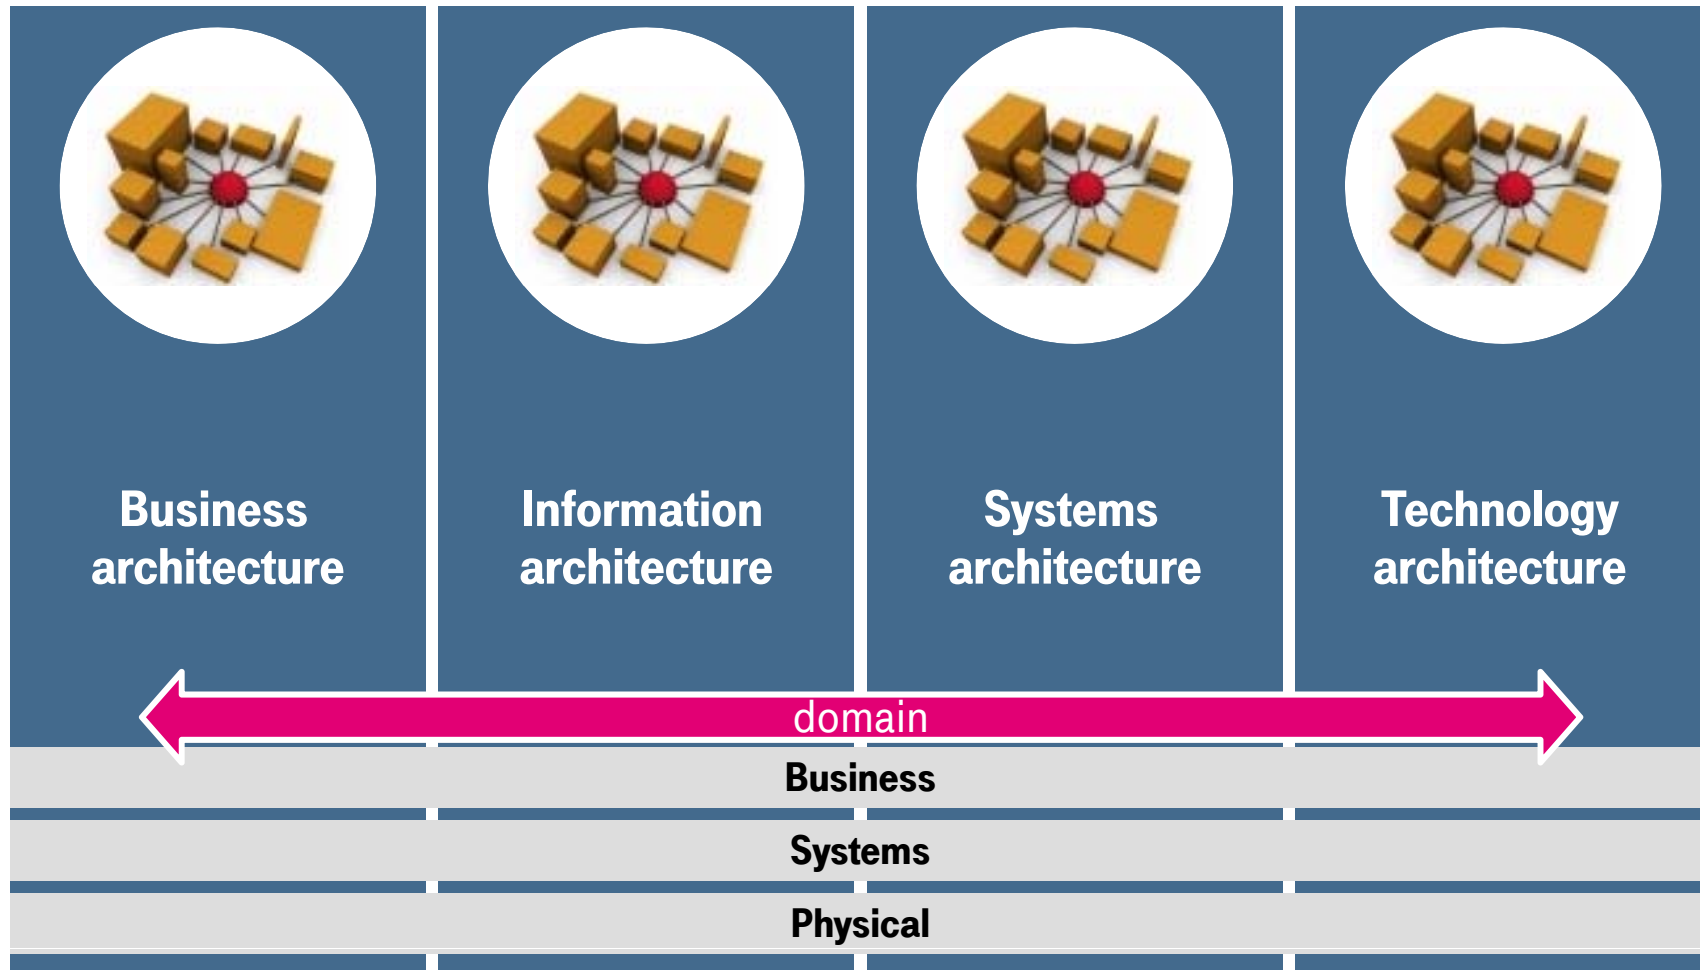 Business
architecture
Information
architecture
Systems
architecture
Technology
architecture
domain
Business
Systems
Physical